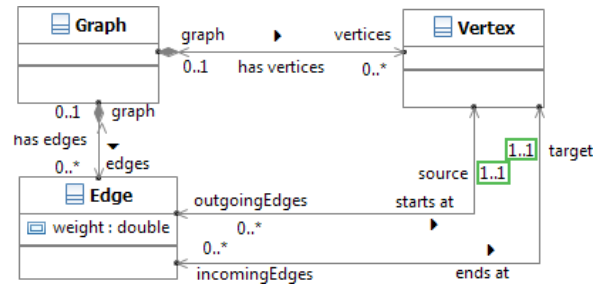 Graph
graph
vertices
Vertex
0..1
has vertices
0..*
0..1
graph
has edges
0..*
edges
1..1
target
source
1..1
Edge
outgoingEdges
starts at
weight : double
0..*
0..*
incomingEdges
ends at